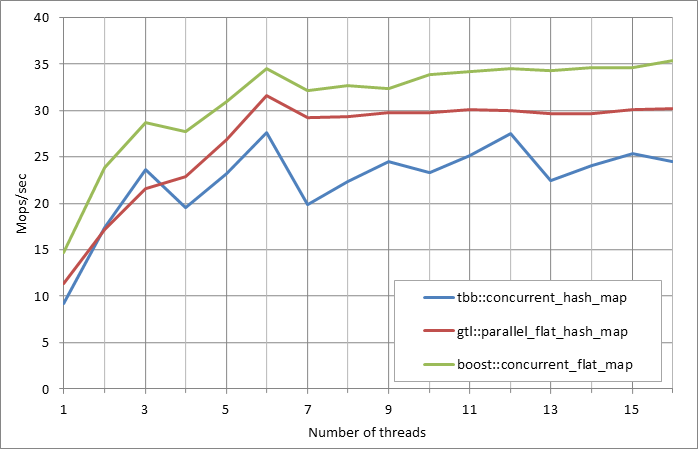 40
35
30
25
20
15
10
5
0
Mops/sec
tbb::concurrent_hash_map
gtl::parallel_flat_hash_map
boost::concurrent_flat_map
1 3 5 7 9 11 13 15
Number of threads